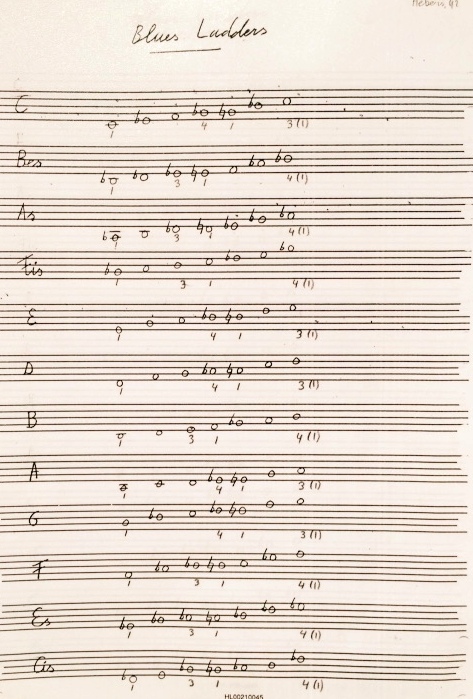 Blues Ladders
C
1 4 1 3 (1)
Bes
1 3 1 4 (1)
As
1 3 1 4 (1)
Fis
1 3 1 4 (1)
E
1 4 1 3 (1)
D
1 4 1 3 (1)
B
1 3 1 4 (1)
A
1 4 1 3 (1)
G
1 4 1 3 (1)
F
1 3 1 4 (1)
Es
1 3 1 4 (1)
Cis
1 3 1 4 (1)
HL00210045